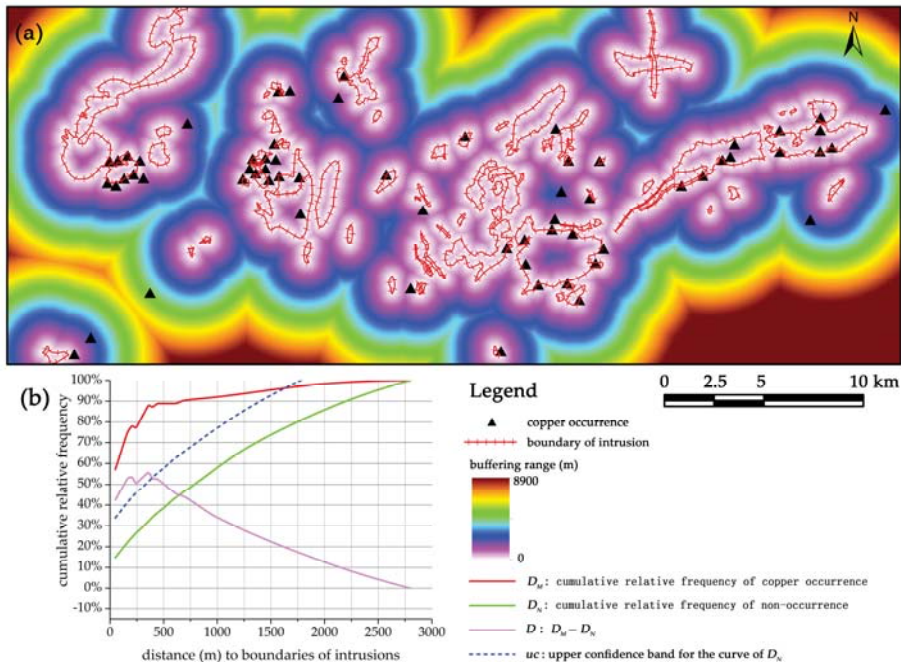 (a)
N
(b)
100%
90%
80%
70%
60%
50%
40%
30%
20%
10%
0%
-10%
cumulative relative frequency
0 500 1000 1500 2000 2500 3000
distance (m) to boundaries of intrusions
Legend
0 2.5 5 10 km
copper occurrence
boundary of intrusion
buffering range (m)
8900
0
D_M: cumulative relative frequency of copper occurrence
D_N: cumulative relative frequency of non-occurrence
D: D_M − D_N
uc: upper confidence band for the curve of D_N